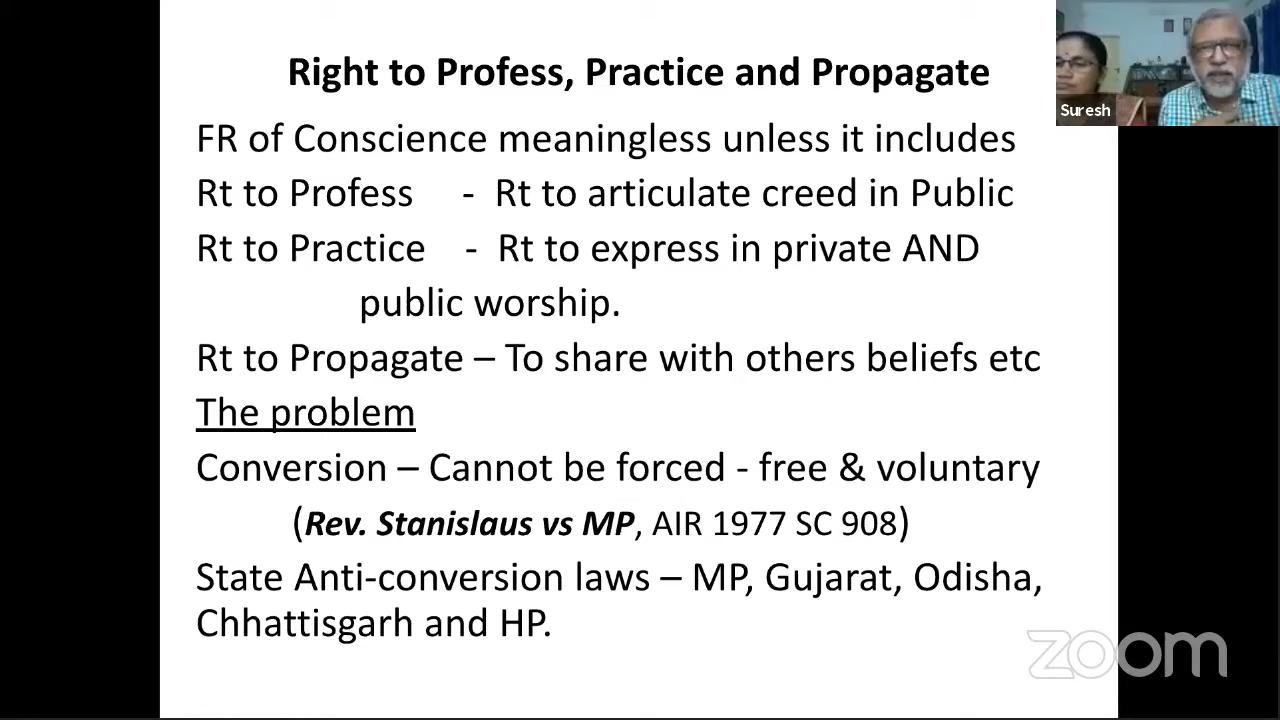 Right to Profess, Practice and Propagate
Suresh
FR of Conscience meaningless unless it includes
Rt to Profess - Rt to articulate creed in Public
Rt to Practice - Rt to express in private AND
public worship.
Rt to Propagate – To share with others beliefs etc
The problem
Conversion – Cannot be forced - free & voluntary
(Rev. Stanislaus vs MP, AIR 1977 SC 908)
State Anti-conversion laws – MP, Gujarat, Odisha,
Chhattisgarh and HP.
zoom